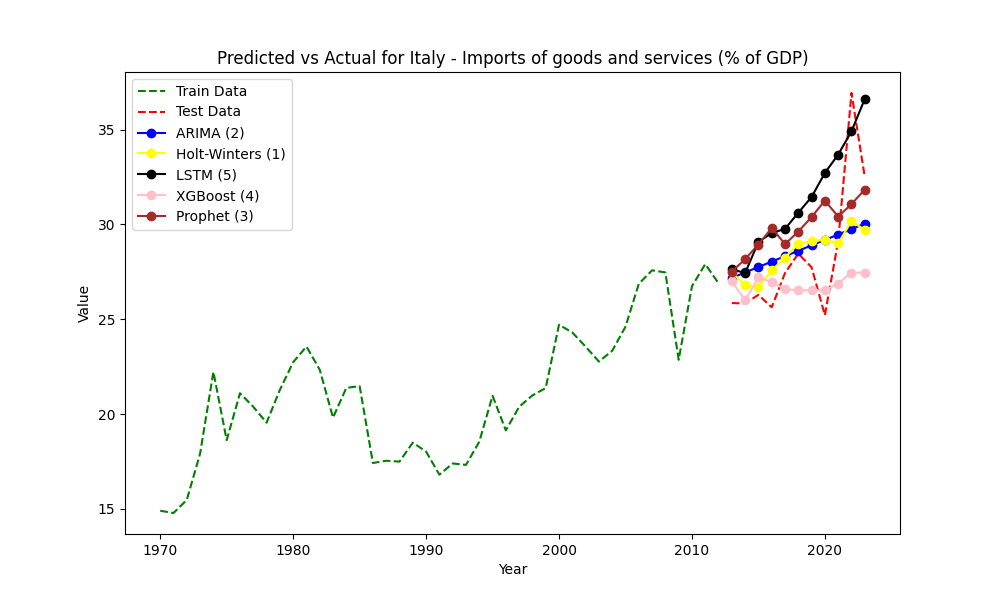 Predicted vs Actual for Italy - Imports of goods and services (% of GDP)
Train Data
Test Data
ARIMA (2)
Holt-Winters (1)
LSTM (5)
XGBoost (4)
Prophet (3)
Value
35
30
25
20
15
1970
1980
1990
2000
2010
2020
Year